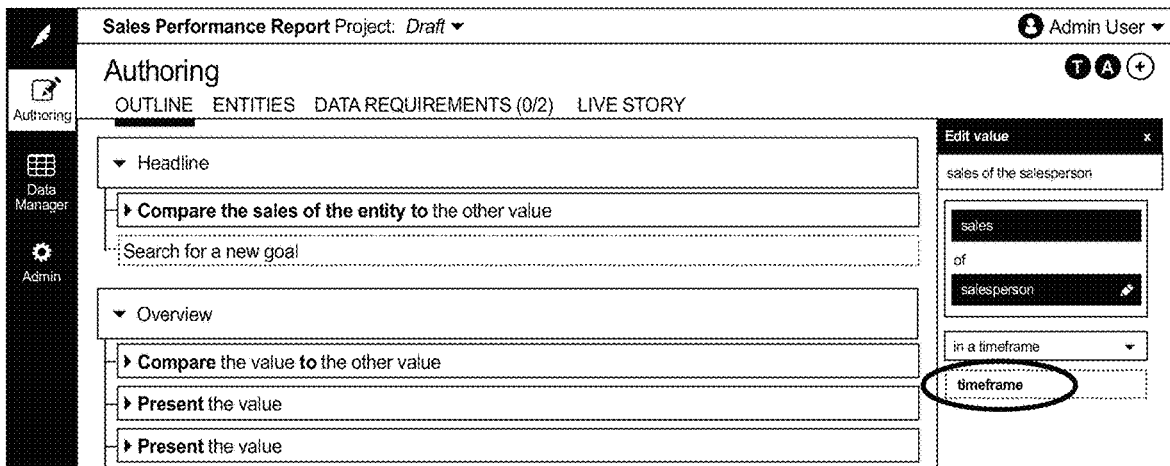 Sales Performance Report Project: Draft
Admin User
Authoring
T A +
OUTLINE ENTITIES DATA REQUIREMENTS (0/2) LIVE STORY
Authoring
Data
Manager
Admin
Headline
Compare the sales of the entity to the other value
Search for a new goal
Overview
Compare the value to the other value
Present the value
Present the value
Edit value x
sales of the salesperson
sales
of
salesperson
in a timeframe
timeframe